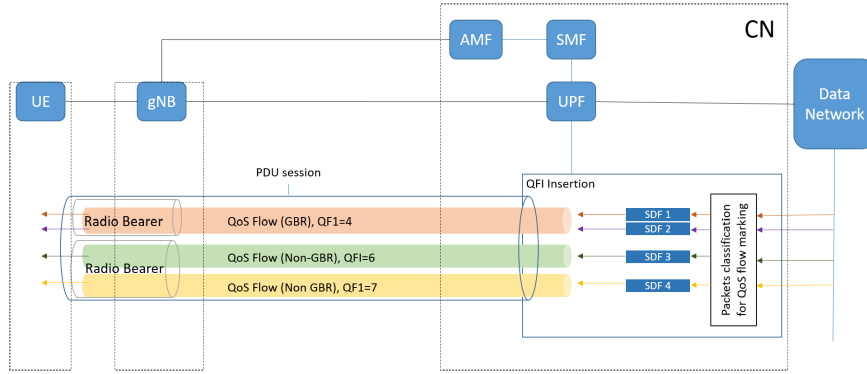 CN
AMF
SMF
UE
gNB
UPF
Data
Network
PDU session
QFI Insertion
Radio Bearer
QoS Flow (GBR), QF1=4
SDF 1
SDF 2
QoS Flow (Non-GBR), QFI=6
SDF 3
Radio Bearer
QoS Flow (Non GBR), QF1=7
SDF 4
Packets classification
for QoS flow marking